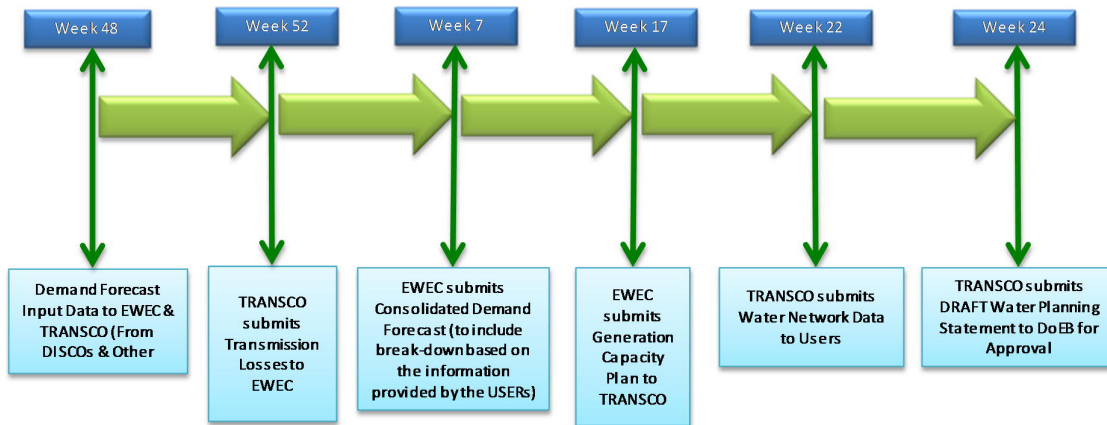 Week 48
Week 52
Week 7
Week 17
Week 22
Week 24
Demand Forecast
Input Data to EWEC &
TRANSCO (From
DISCOs & Other
TRANSCO
submits
Transmission
Losses to
EWEC
EWEC submits
Consolidated Demand
Forecast (to include
break-down based on
the information
provided by the USERs)
EWEC
submits
Generation
Capacity
Plan to
TRANSCO
TRANSCO submits
Water Network Data
to Users
TRANSCO submits
DRAFT Water Planning
Statement to DoEB for
Approval